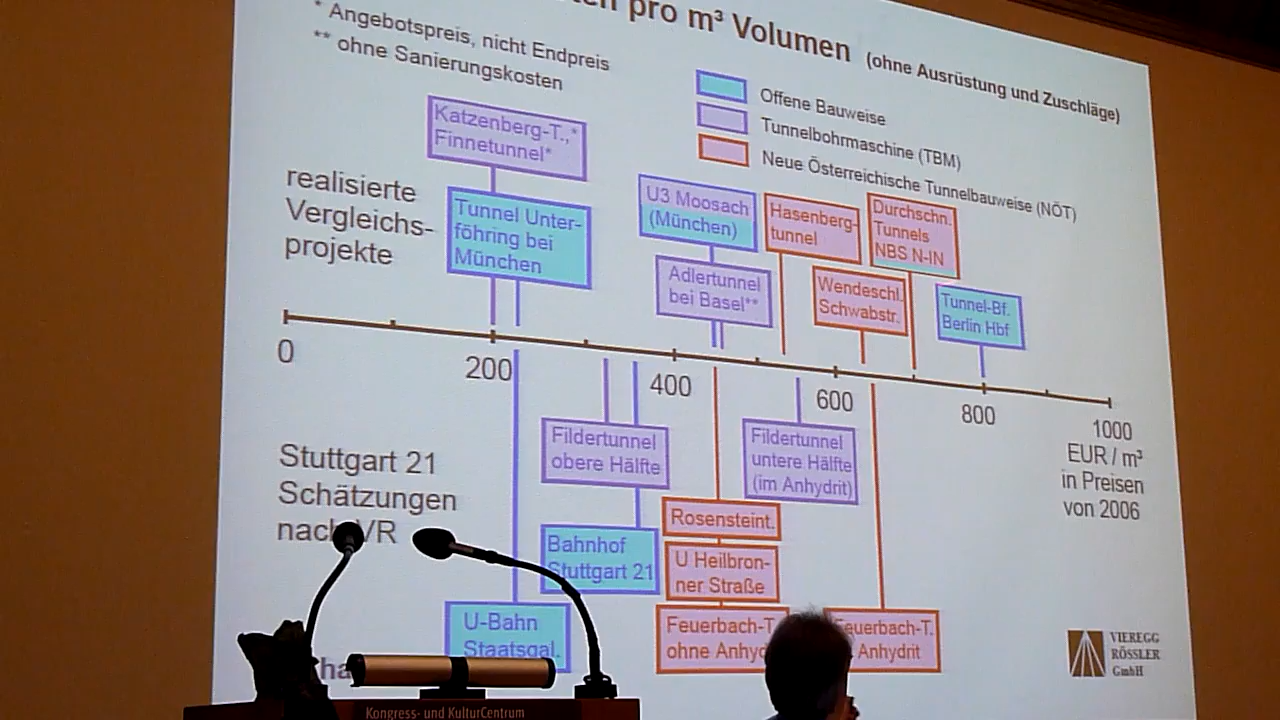 pro m³ Volumen (ohne Ausrüstung und Zuschläge)
* Angebotspreis, nicht Endpreis
** ohne Sanierungskosten
Offene Bauweise
Tunnelbohrmaschine (TBM)
Neue Österreichische Tunnelbauweise (NÖT)
realisierte
Vergleichs-
projekte
Katzenberg-T.,*
Finnetunnel*
Tunnel Unter-
föhring bei
München
U3 Moosach
(München)
Adlertunnel
bei Basel**
Hasenberg-
tunnel
Wendeschl.
Schwabstr.
Durchschn.
Tunnels
NBS N-IN
Tunnel-Bf.
Berlin Hbf
0
200
400
600
800
1000
EUR / m³
in Preisen
von 2006
Stuttgart 21
Schätzungen
nach VR
Fildertunnel
obere Hälfte
Bahnhof
Stuttgart 21
U-Bahn
Staatsgal.
Fildertunnel
untere Hälfte
(im Anhydrit)
Rosensteint.
U Heilbron-
ner Straße
Feuerbach-T.
ohne
Feuerbach-T.
Anhydrit
VIEREGG
RÖSSLER
GmbH
Kongress- und KulturCentrum